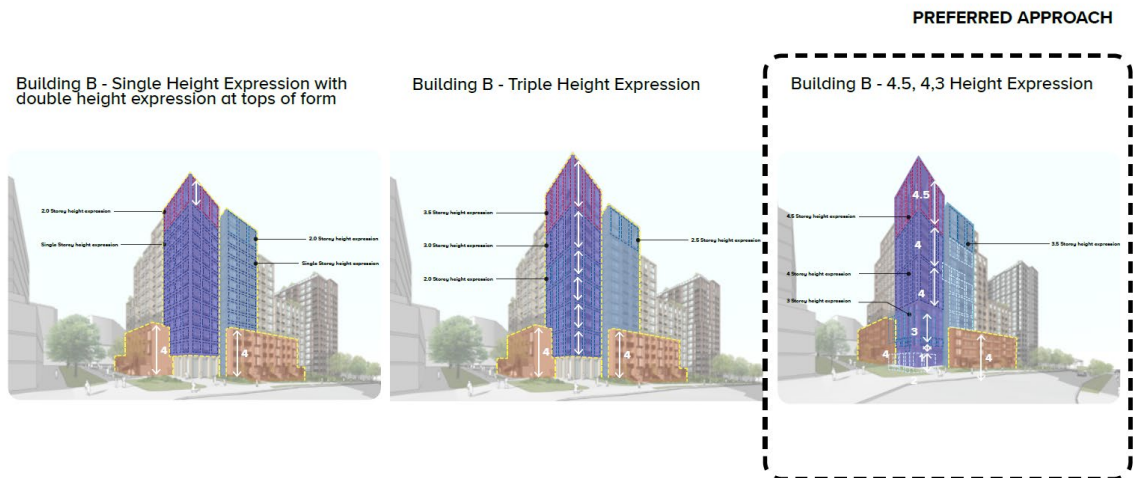 PREFERRED APPROACH
Building B - Single Height Expression with
double height expression at tops of form
2.0 Storey height expression
Single Storey height expression
2.0 Storey height expression
Single Storey height expression
4
4
Building B - Triple Height Expression
3.5 Storey height expression
3.0 Storey height expression
2.0 Storey height expression
2.5 Storey height expression
4
4
Building B - 4.5, 4,3 Height Expression
4.5 Storey height expression
4 Storey height expression
3 Storey height expression
3.5 Storey height expression
4.5
4
4
3
4
4